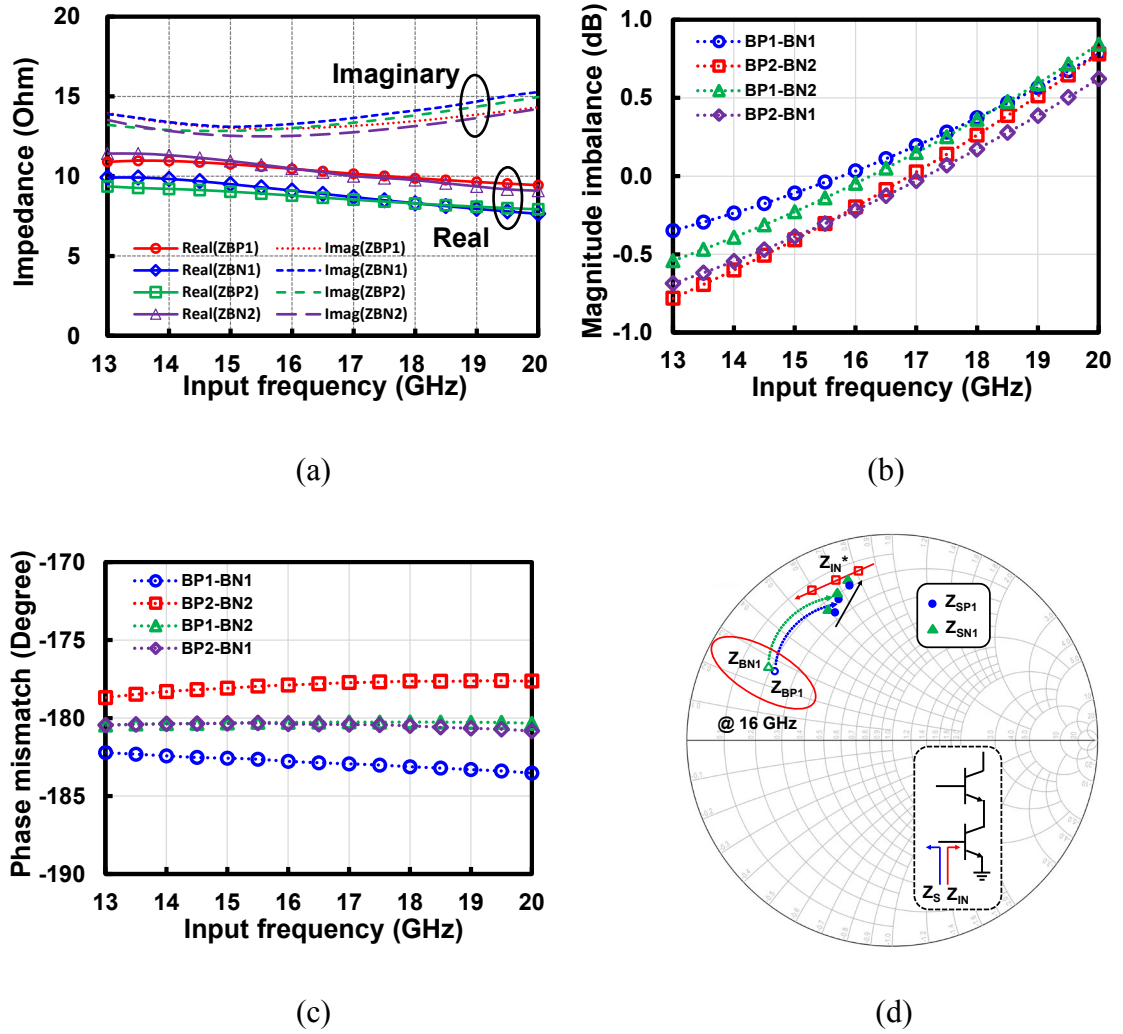 20
15
10
5
0
Impedance (Ohm)
Imaginary
Real
Real(ZBP1) Imag(ZBP1)
Real(ZBN1) Imag(ZBN1)
Real(ZBP2) Imag(ZBP2)
Real(ZBN2) Imag(ZBN2)
13 14 15 16 17 18 19 20
Input frequency (GHz)
(a)
1.0
0.5
0.0
-0.5
-1.0
Magnitude imbalance (dB)
BP1-BN1
BP2-BN2
BP1-BN2
BP2-BN1
13 14 15 16 17 18 19 20
Input frequency (GHz)
(b)
-170
-175
-180
-185
-190
Phase mismatch (Degree)
BP1-BN1
BP2-BN2
BP1-BN2
BP2-BN1
13 14 15 16 17 18 19 20
Input frequency (GHz)
(c)
ZIN*
ZSP1
ZSN1
ZBN1
ZBP1
@ 16 GHz
ZS ZIN
(d)